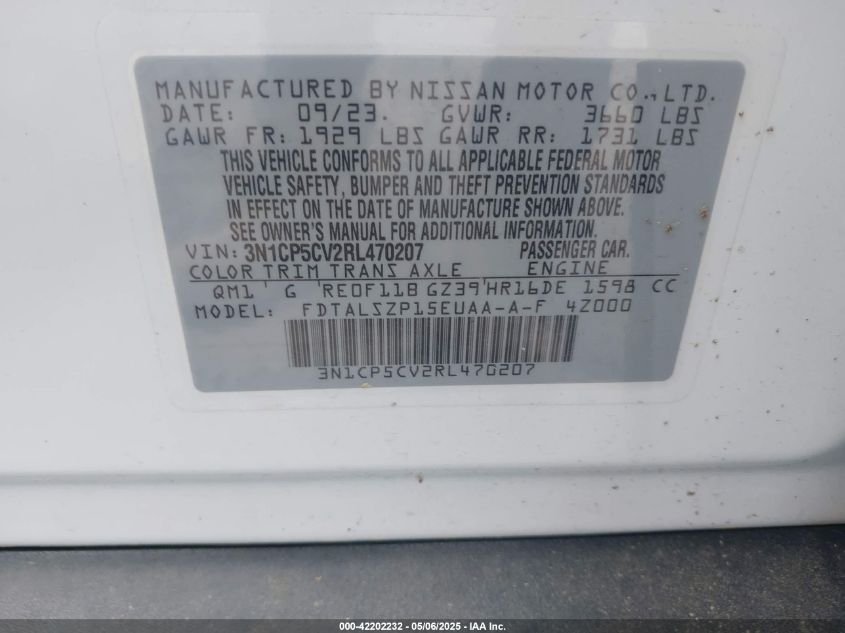 MANUFACTURED BY NISSAN MOTOR CO., LTD.
DATE: 09/23. GVWR: 3660 LBS
GAWR FR: 1929 LBS GAWR RR: 1731 LBS
THIS VEHICLE CONFORMS TO ALL APPLICABLE FEDERAL MOTOR
VEHICLE SAFETY, BUMPER AND THEFT PREVENTION STANDARDS
IN EFFECT ON THE DATE OF MANUFACTURE SHOWN ABOVE.
SEE OWNER'S MANUAL FOR ADDITIONAL INFORMATION
VIN: 3N1CP5CV2RL470207 PASSENGER CAR.
COLOR TRIM TRANS AXLE ENGINE
QM1 G RE0F11B GZ39 HR16DE 1598 CC
MODEL: FDTALSZP15EUAA-A-F 4Z000
3N1CP5CV2RL470207
000-42202232 - 05/06/2025 - IAA Inc.